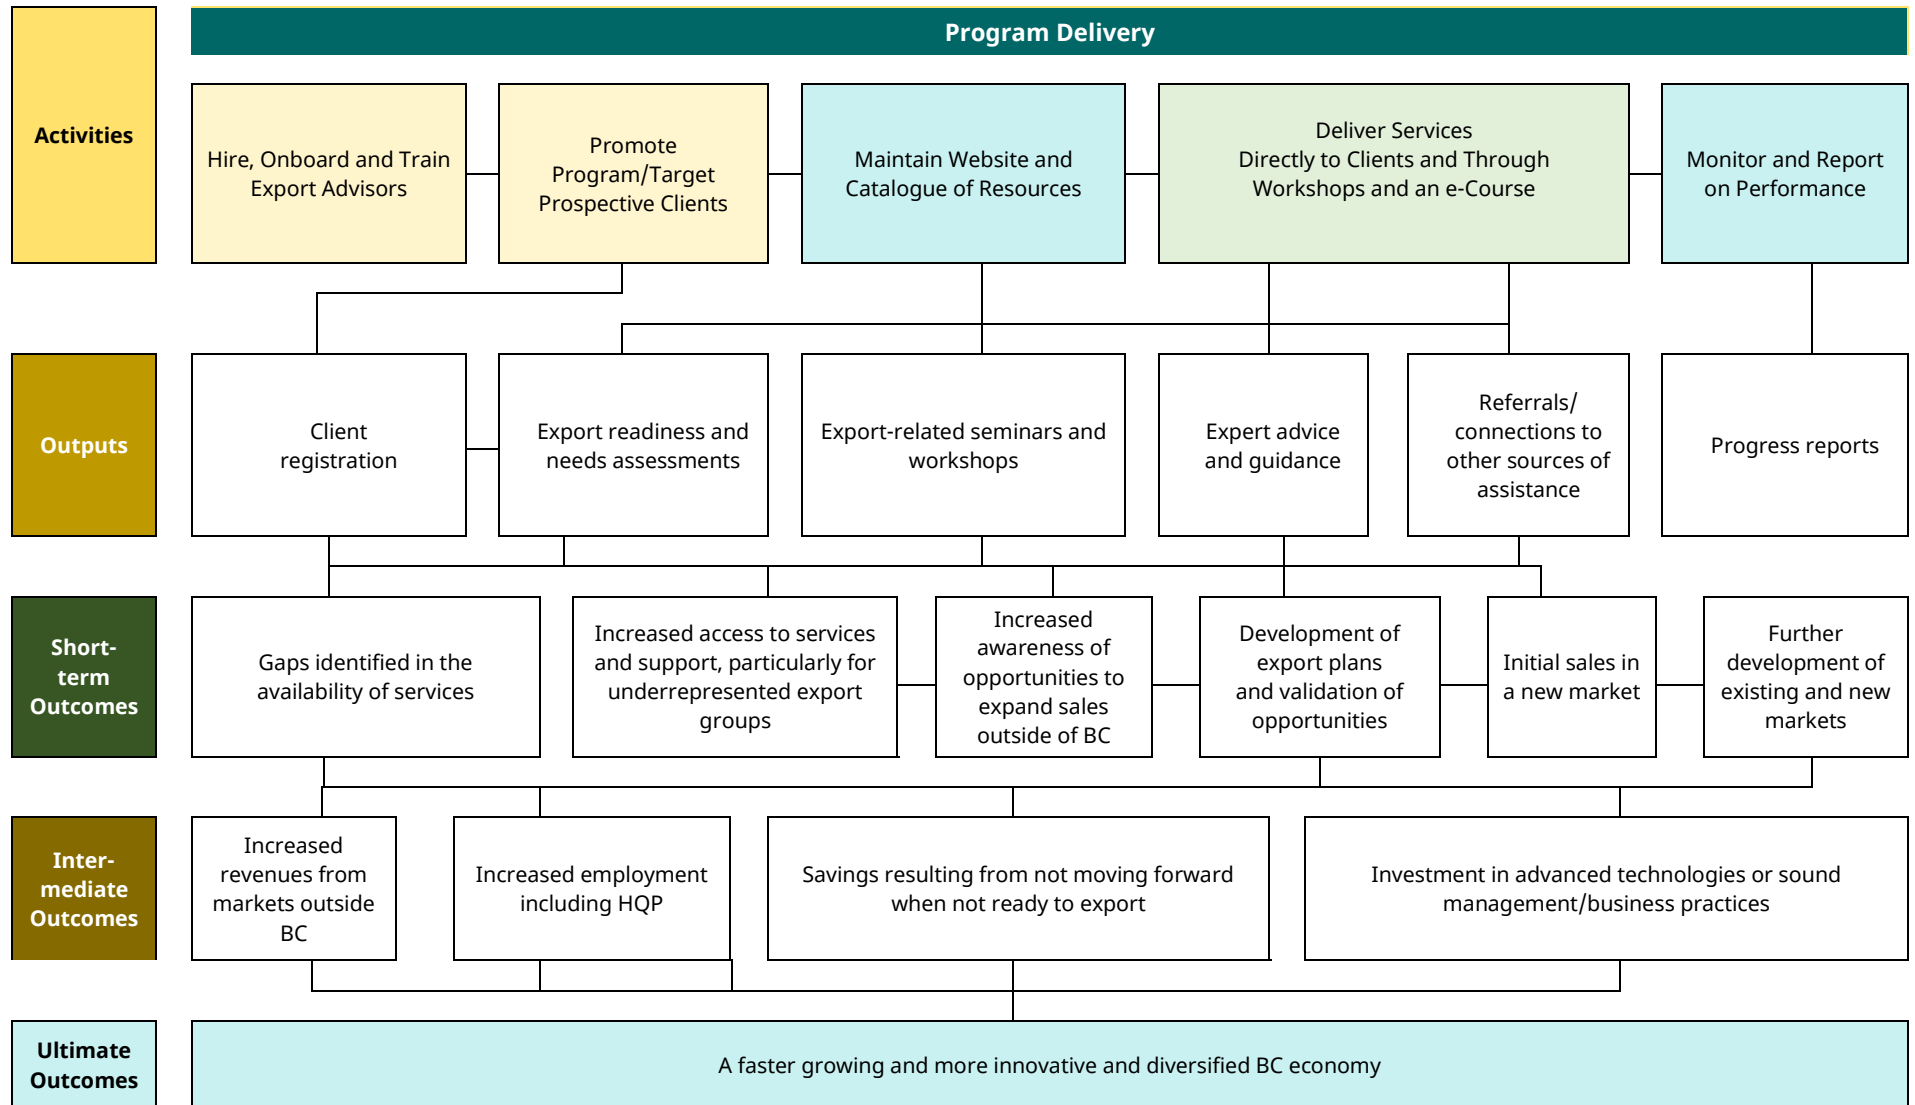 Program Delivery
Activities
Hire, Onboard and Train
Export Advisors
Promote
Program/Target
Prospective Clients
Maintain Website and
Catalogue of Resources
Deliver Services
Directly to Clients and Through
Workshops and an e-Course
Monitor and Report
on Performance
Outputs
Client
registration
Export readiness and
needs assessments
Export-related seminars and
workshops
Expert advice
and guidance
Referrals/
connections to
other sources of
assistance
Progress reports
Short-
term
Outcomes
Gaps identified in the
availability of services
Increased access to services
and support, particularly for
underrepresented export
groups
Increased
awareness of
opportunities to
expand sales
outside of BC
Development of
export plans
and validation of
opportunities
Initial sales in
a new market
Further
development of
existing and new
markets
Inter-
mediate
Outcomes
Increased
revenues from
markets outside
BC
Increased employment
including HQP
Savings resulting from not moving forward
when not ready to export
Investment in advanced technologies or sound
management/business practices
Ultimate
Outcomes
A faster growing and more innovative and diversified BC economy